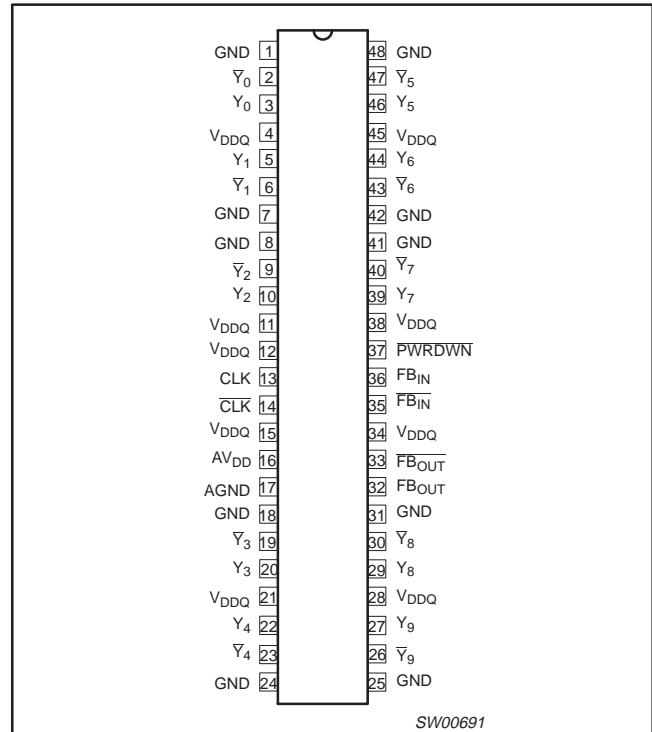 GND 1 48 GND
Y̅0 2 47 Y̅5
Y0 3 46 Y5
VDDQ 4 45 VDDQ
Y1 5 44 Y6
Y̅1 6 43 Y̅6
GND 7 42 GND
GND 8 41 GND
Y̅2 9 40 Y̅7
Y2 10 39 Y7
VDDQ 11 38 VDDQ
VDDQ 12 37 P̅W̅R̅D̅W̅N̅
CLK 13 36 FBIN
C̅L̅K̅ 14 35 F̅B̅I̅N̅
VDDQ 15 34 VDDQ
AVDD 16 33 F̅B̅O̅U̅T̅
AGND 17 32 FBOUT
GND 18 31 GND
Y̅3 19 30 Y̅8
Y3 20 29 Y8
VDDQ 21 28 VDDQ
Y4 22 27 Y9
Y̅4 23 26 Y̅9
GND 24 25 GND
SW00691